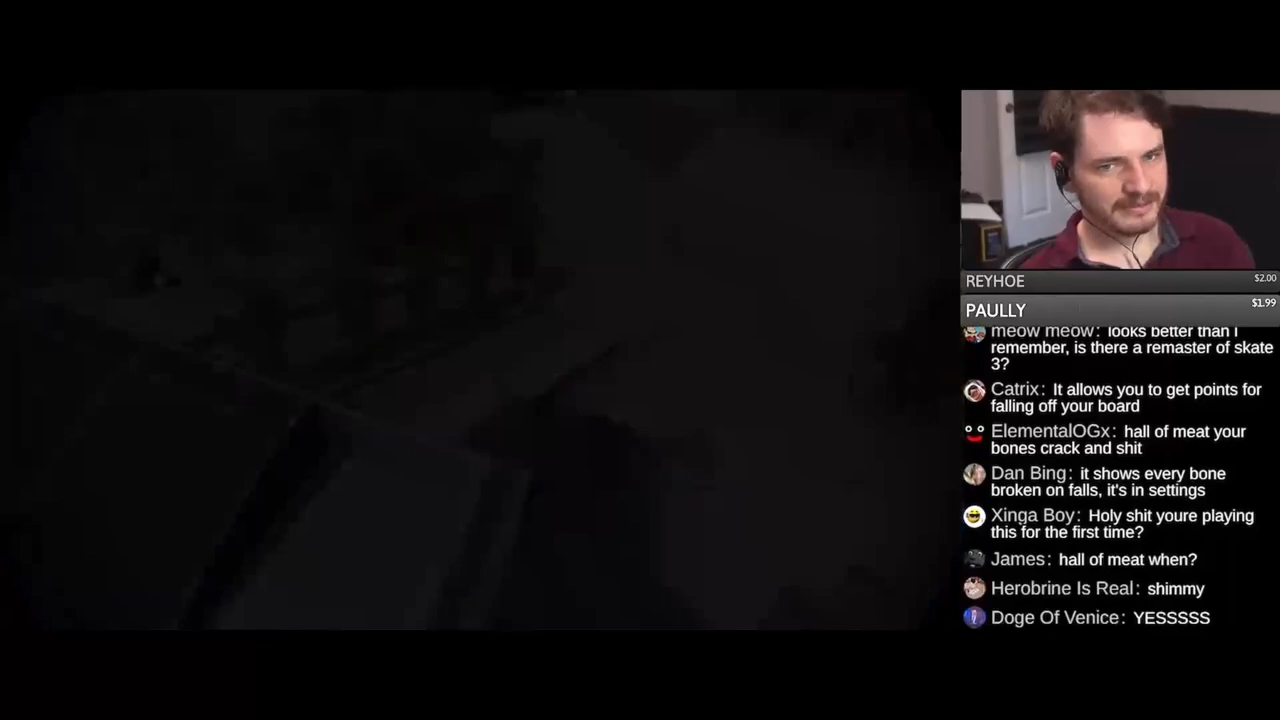 REYHOE $2.00
PAULLY $1.99
meow meow: looks better than I
remember, is there a remaster of skate
3?
Catrix: It allows you to get points for
falling off your board
ElementalOGx: hall of meat your
bones crack and shit
Dan Bing: it shows every bone
broken on falls, it's in settings
Xinga Boy: Holy shit youre playing
this for the first time?
James: hall of meat when?
Herobrine Is Real: shimmy
Doge Of Venice: YESSSSS